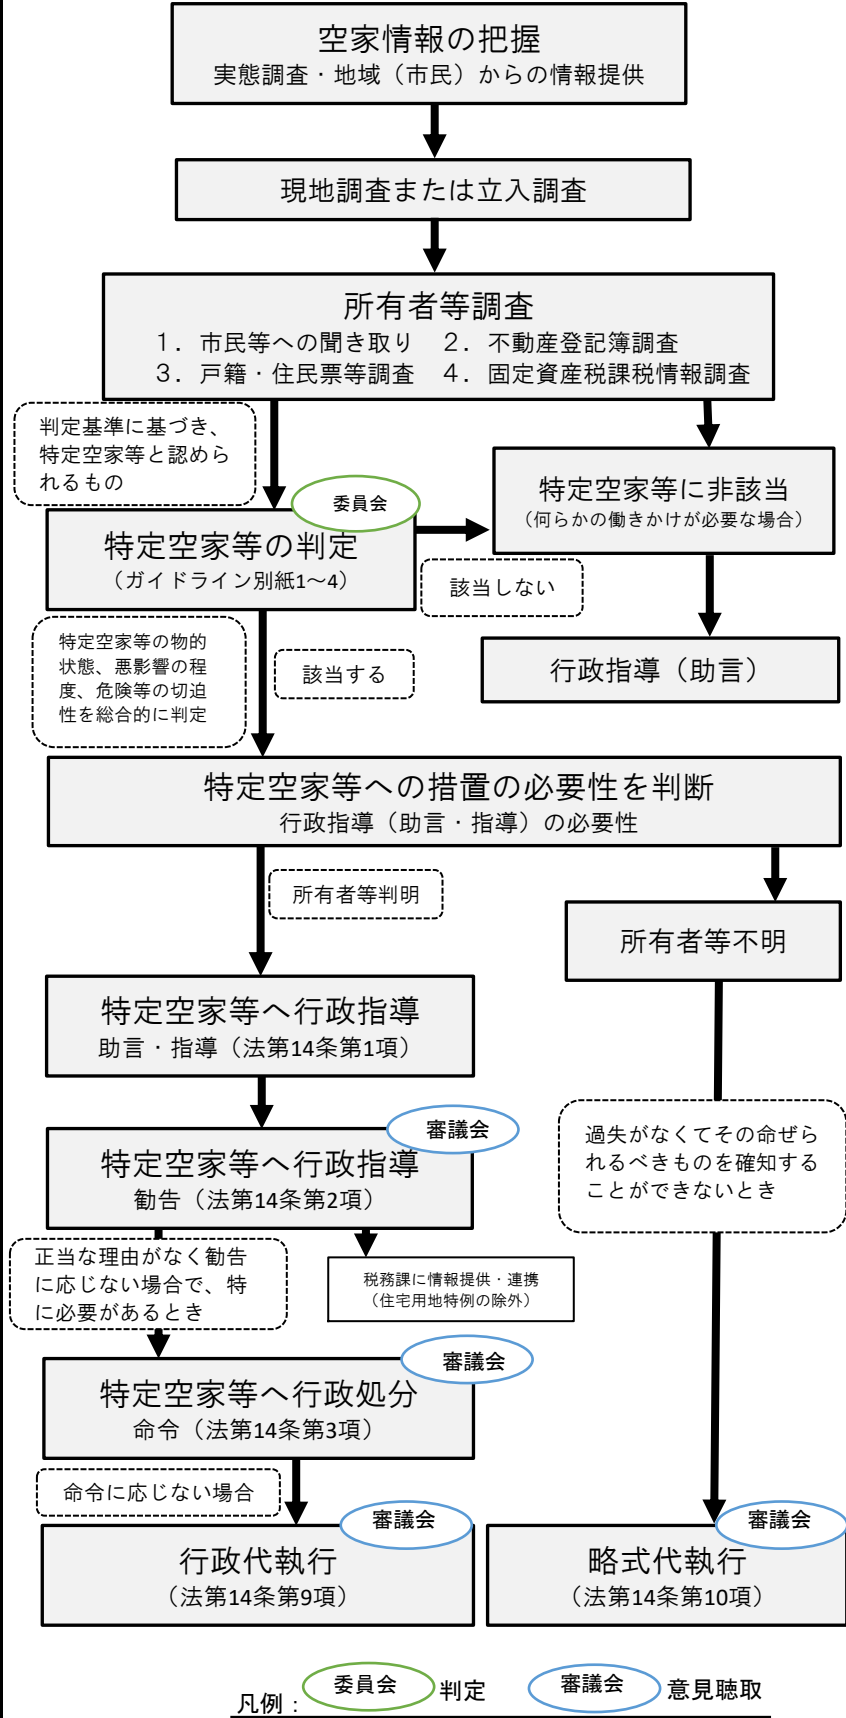 空家情報の把握
実態調査・地域（市民）からの情報提供
現地調査または立入調査
所有者等調査
１．市民等への聞き取り　２．不動産登記簿調査
３．戸籍・住民票等調査　４．固定資産税課税情報調査
判定基準に基づき、
特定空家等と認めら
れるもの
委員会
特定空家等の判定
（ガイドライン別紙1～4）
特定空家等に非該当
（何らかの働きかけが必要な場合）
該当しない
特定空家等の物的
状態、悪影響の程
度、危険等の切迫
性を総合的に判定
該当する
行政指導（助言）
特定空家等への措置の必要性を判断
行政指導（助言・指導）の必要性
所有者等判明
所有者等不明
特定空家等へ行政指導
助言・指導（法第14条第1項）
審議会
特定空家等へ行政指導
勧告（法第14条第2項）
過失がなくてその命ぜら
れるべきものを確知する
ことができないとき
正当な理由がなく勧告
に応じない場合で、特
に必要があるとき
税務課に情報提供・連携
（住宅用地特例の除外）
審議会
特定空家等へ行政処分
命令（法第14条第3項）
命令に応じない場合
審議会
行政代執行
（法第14条第9項）
審議会
略式代執行
（法第14条第10項）
凡例： 委員会 判定 審議会 意見聴取